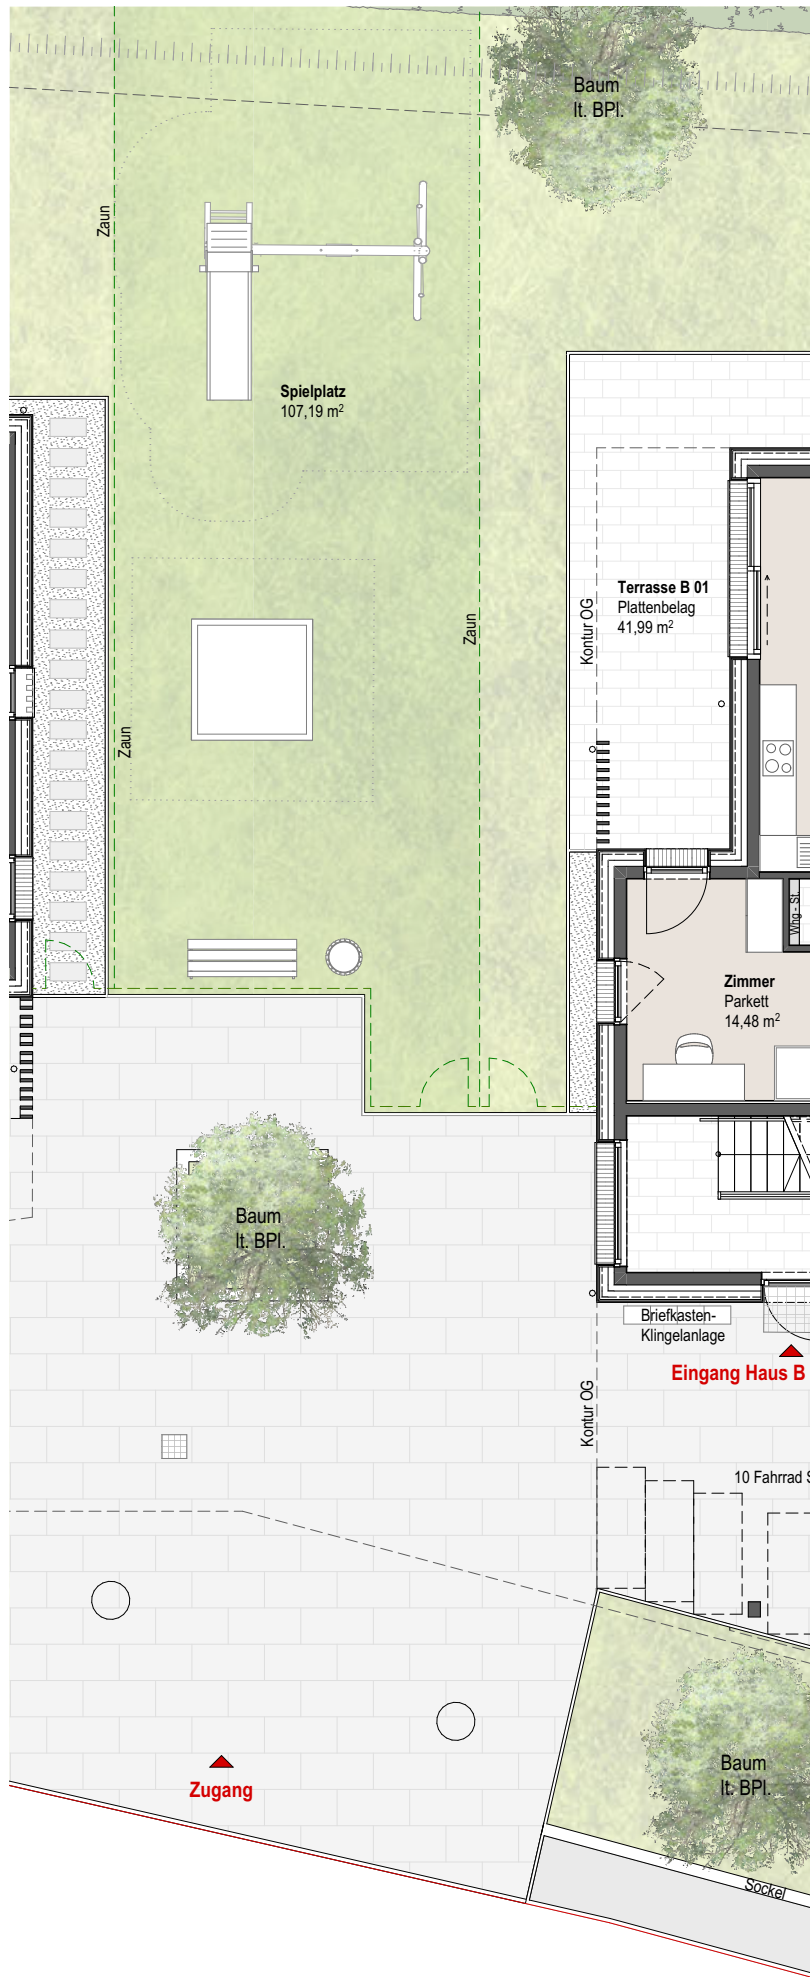 Baum
lt. BPl.
Zaun
Spielplatz
107,19 m²
Terrasse B 01
Plattenbelag
41,99 m²
Kontur OG
Zaun
Zaun
Whg - St.
Zimmer
Parkett
14,48 m²
Baum
lt. BPl.
Briefkasten-
Klingelanlage
Eingang Haus B
Kontur OG
10 Fahrrad S
Zugang
Baum
lt. BPl.
Sockel